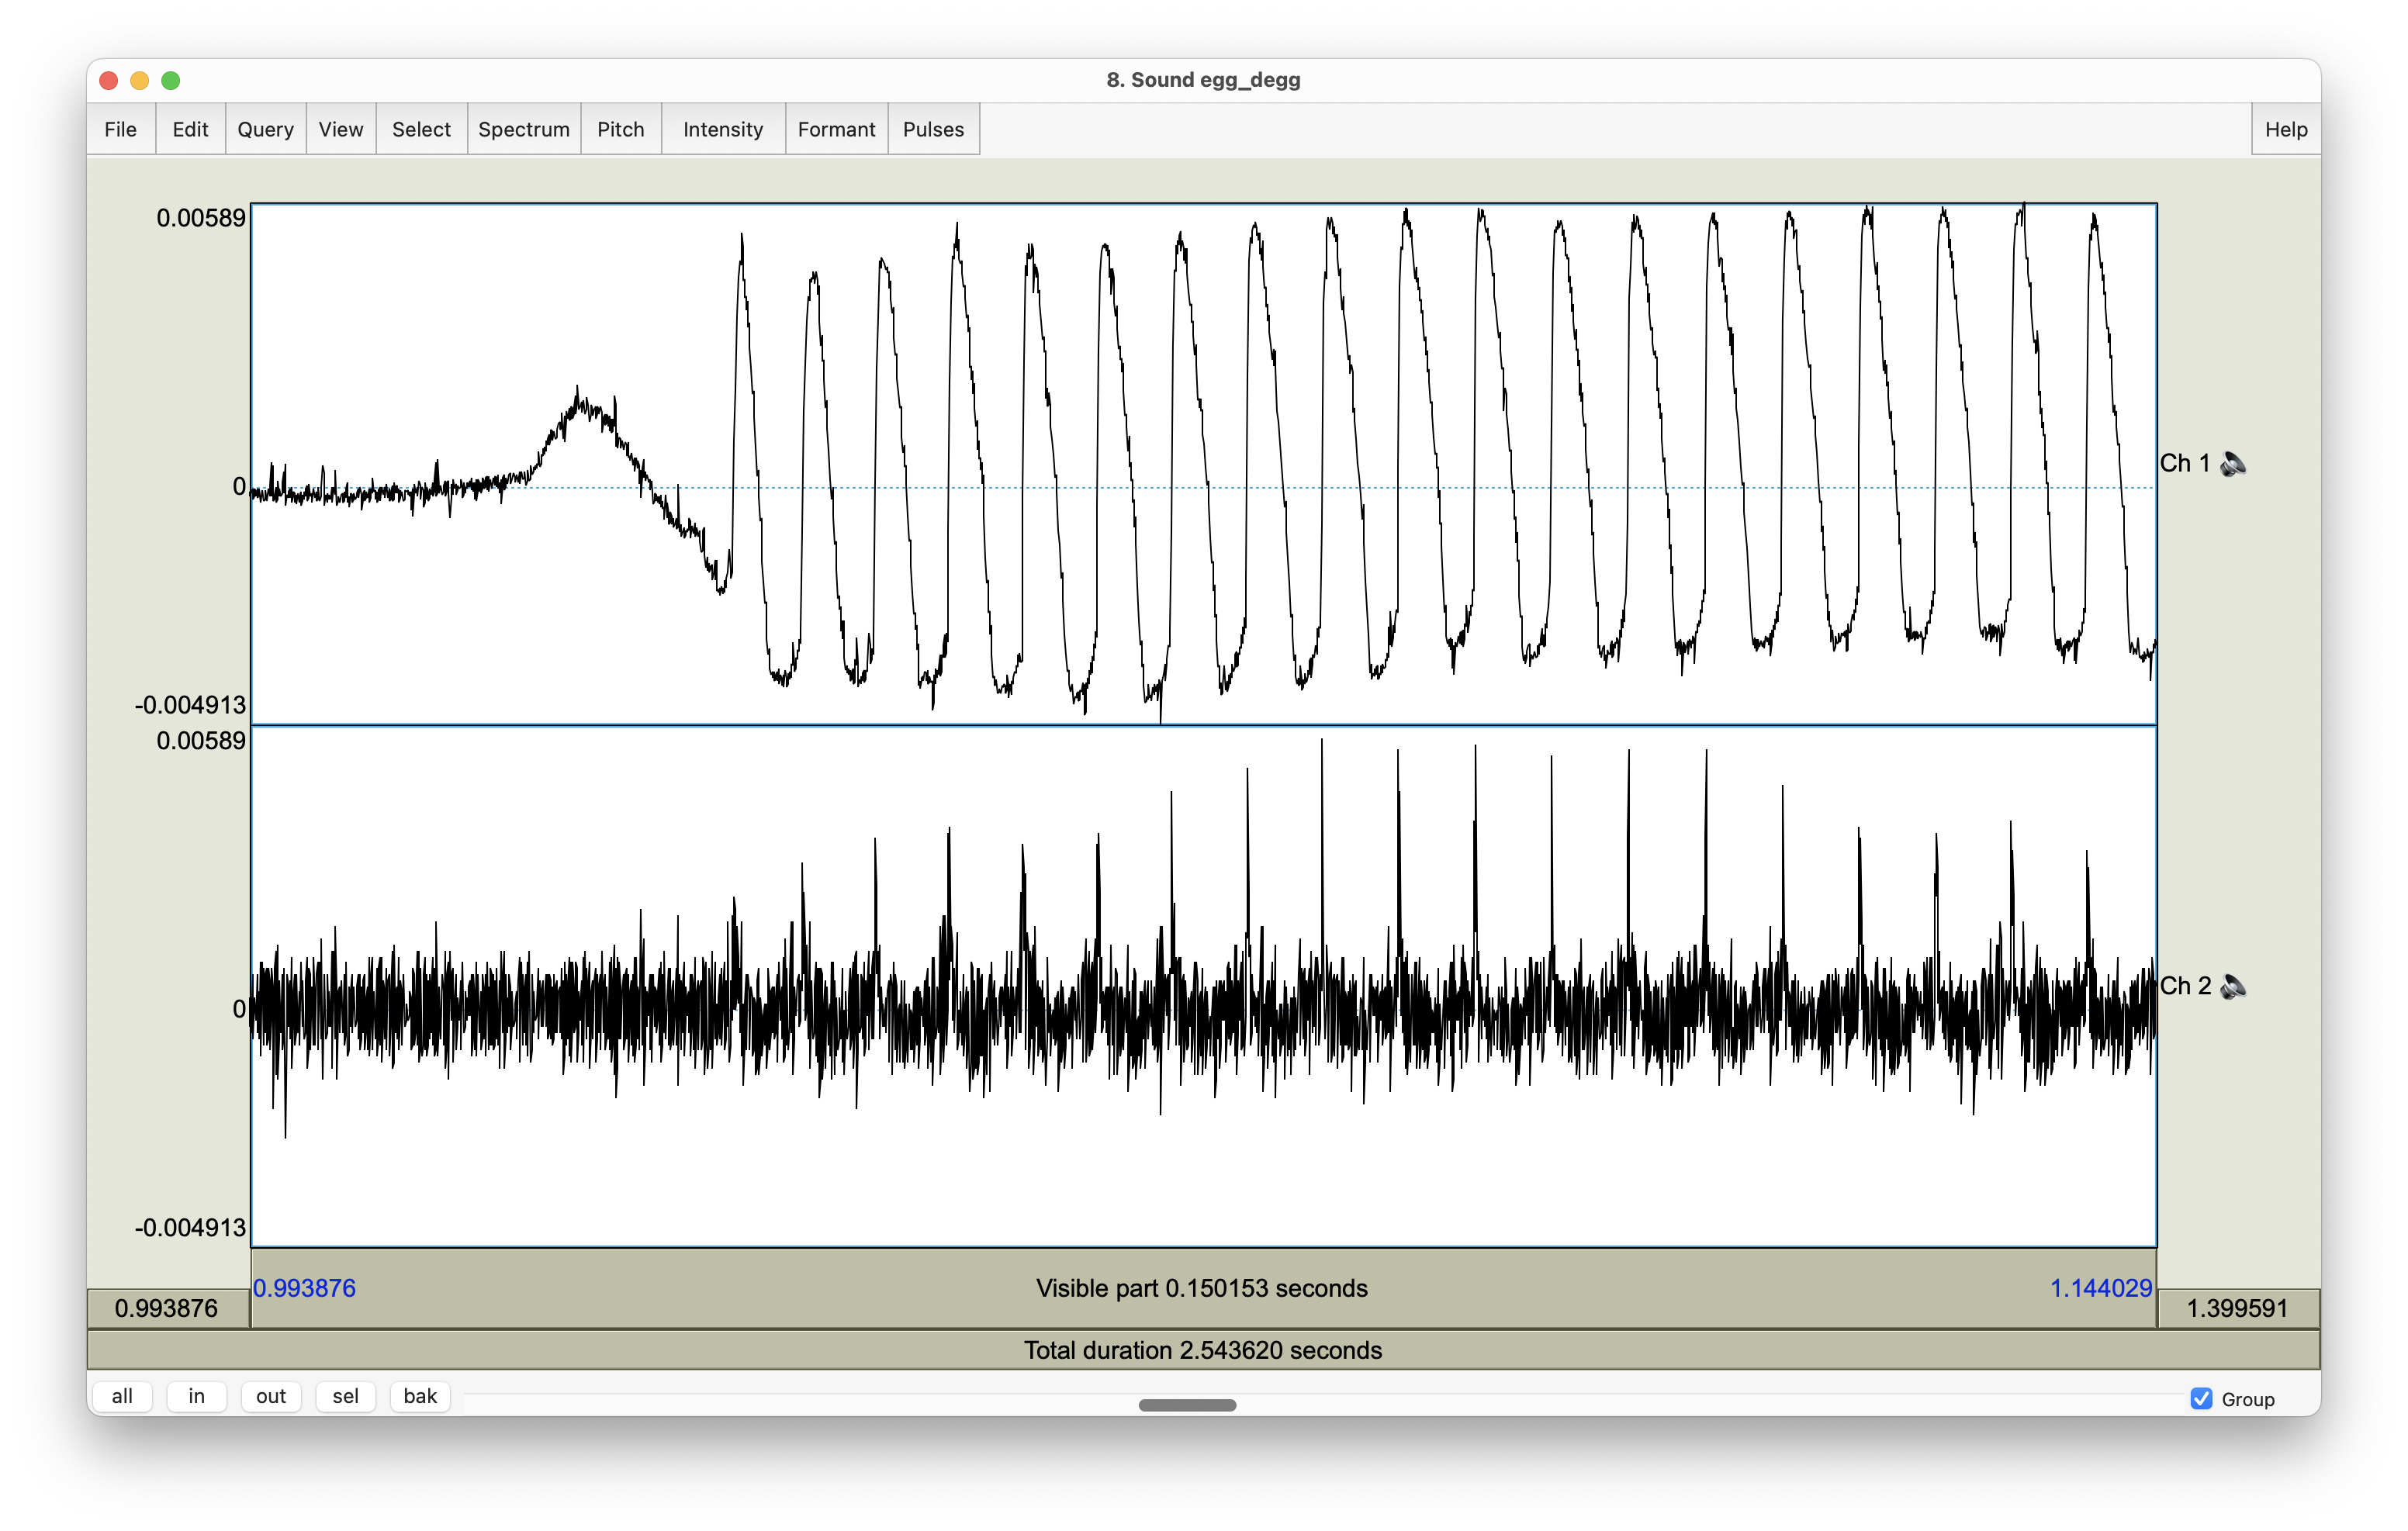 8. Sound egg_degg
File Edit Query View Select Spectrum Pitch Intensity Formant Pulses Help
0.00589
0
-0.004913
Ch 1
0.00589
0
-0.004913
Ch 2
0.993876 Visible part 0.150153 seconds 1.144029
0.993876 1.399591
Total duration 2.543620 seconds
all in out sel bak Group